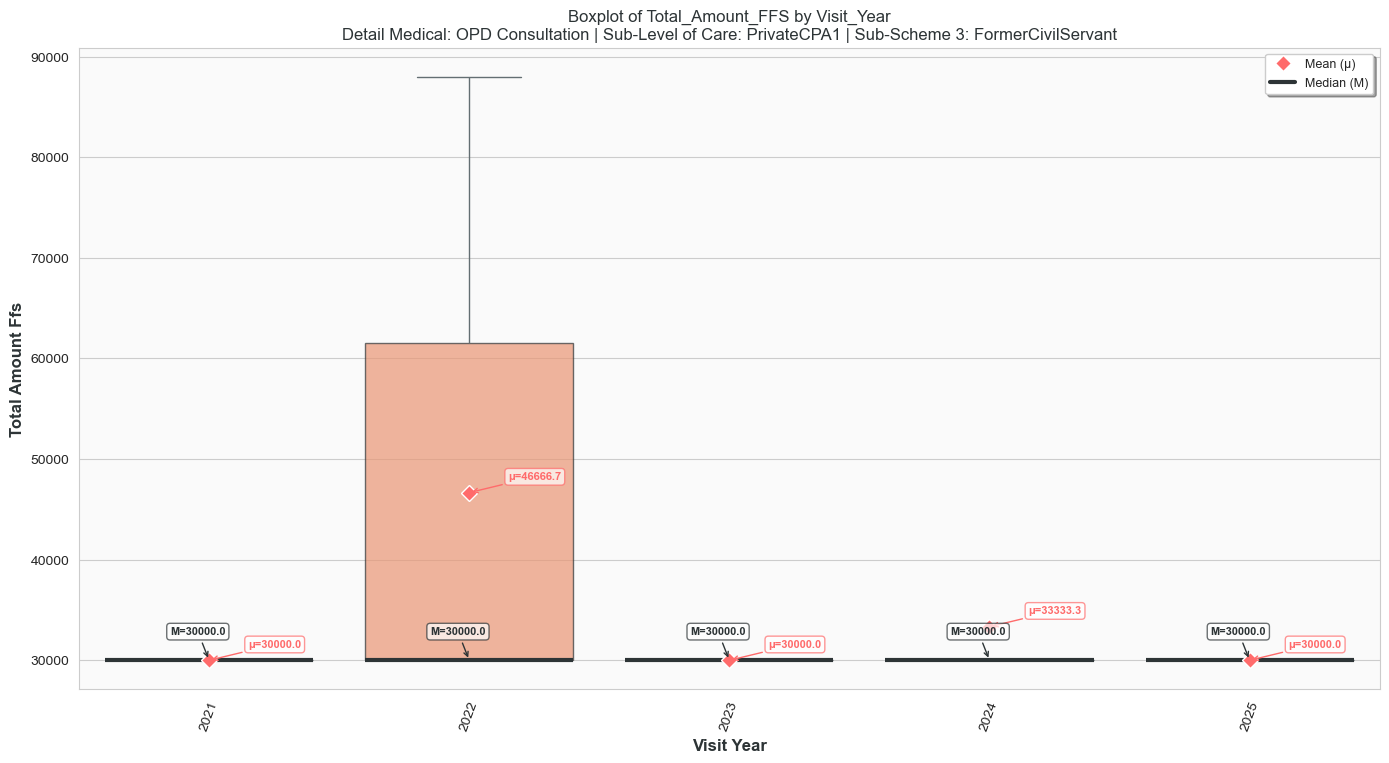 Boxplot of Total_Amount_FFS by Visit_Year
Detail Medical: OPD Consultation | Sub-Level of Care: PrivateCPA1 | Sub-Scheme 3: FormerCivilServant
Mean (μ)
Median (M)
Total Amount Ffs
90000
80000
70000
60000
50000
40000
30000
M=30000.0
μ=30000.0
M=30000.0
μ=46666.7
M=30000.0
μ=30000.0
M=30000.0
μ=33333.3
M=30000.0
μ=30000.0
2021
2022
2023
2024
2025
Visit Year